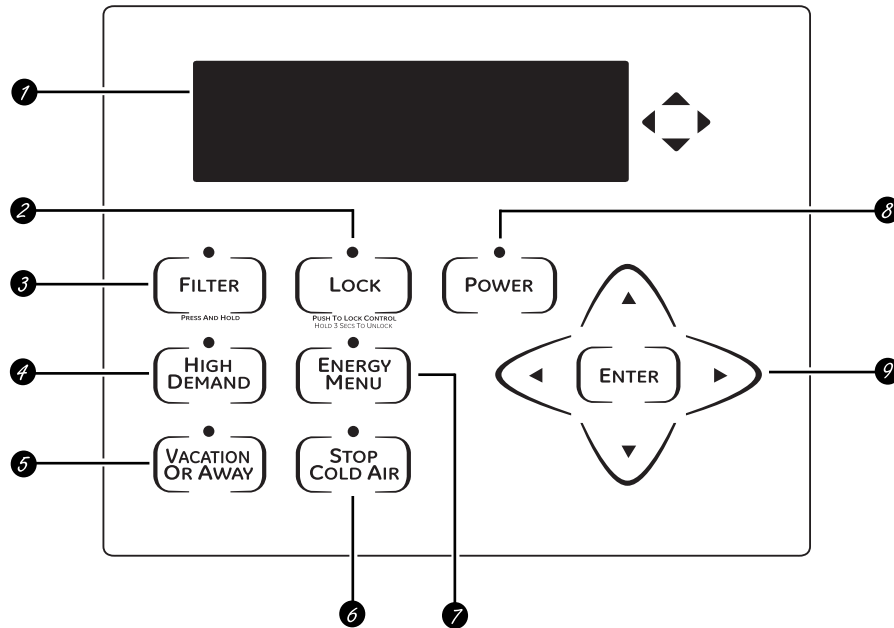 1
2
8
3
FILTER
LOCK
POWER
PRESS AND HOLD
PUSH TO LOCK CONTROL
HOLD 3 SECS TO UNLOCK
4
HIGH
DEMAND
ENERGY
MENU
ENTER
9
5
VACATION
OR AWAY
STOP
COLD AIR
6
7